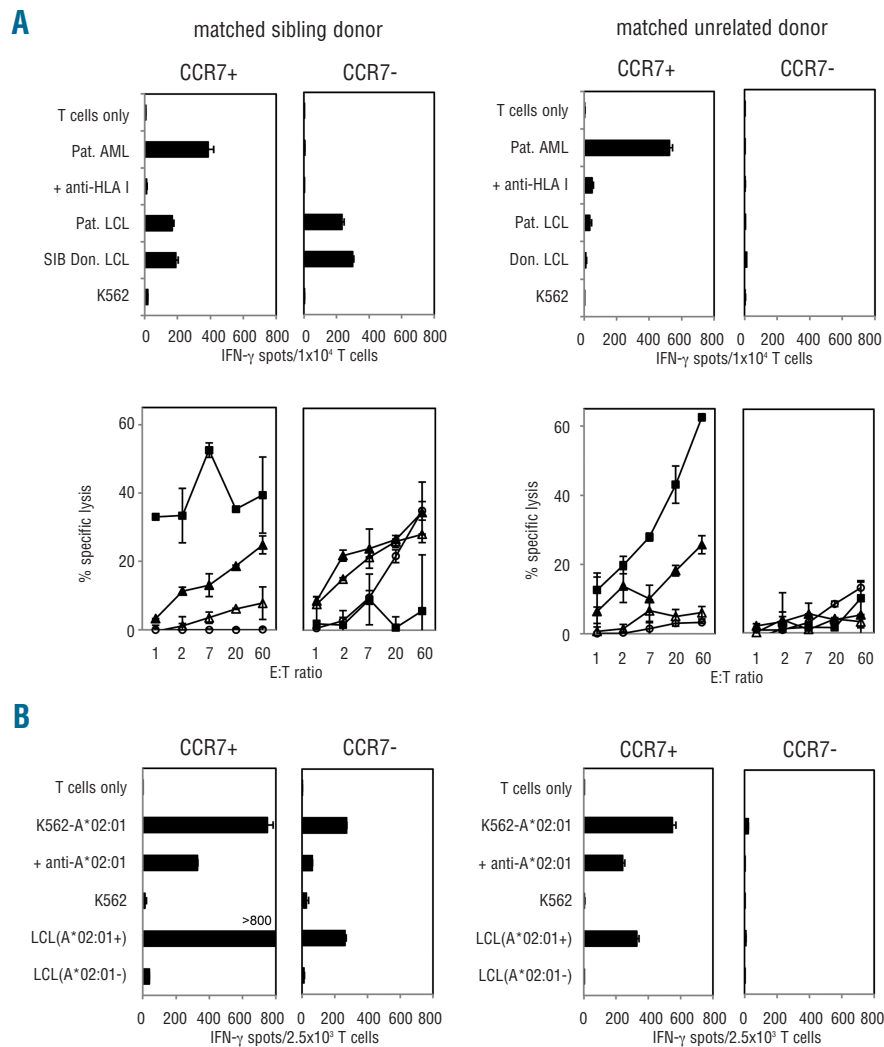 A
matched sibling donor
matched unrelated donor
CCR7+
CCR7-
CCR7+
CCR7-
T cells only
Pat. AML
+ anti-HLA I
Pat. LCL
SIB Don. LCL
K562
0 200 400 600 800
0 200 400 600 800
IFN-γ spots/1x10⁴ T cells
T cells only
Pat. AML
+ anti-HLA I
Pat. LCL
Don. LCL
K562
0 200 400 600 800
0 200 400 600 800
IFN-γ spots/1x10⁴ T cells
% specific lysis
60
40
20
0
1 2 7 20 60
1 2 7 20 60
E:T ratio
% specific lysis
60
40
20
0
1 2 7 20 60
1 2 7 20 60
E:T ratio
B
CCR7+
CCR7-
CCR7+
CCR7-
T cells only
K562-A*02:01
+ anti-A*02:01
K562
>800
LCL(A*02:01+)
LCL(A*02:01-)
0 200 400 600 800
0 200 400 600 800
IFN-γ spots/2.5x10³ T cells
T cells only
K562-A*02:01
+ anti-A*02:01
K562
LCL(A*02:01+)
LCL(A*02:01-)
0 200 400 600 800
0 200 400 600 800
IFN-γ spots/2.5x10³ T cells